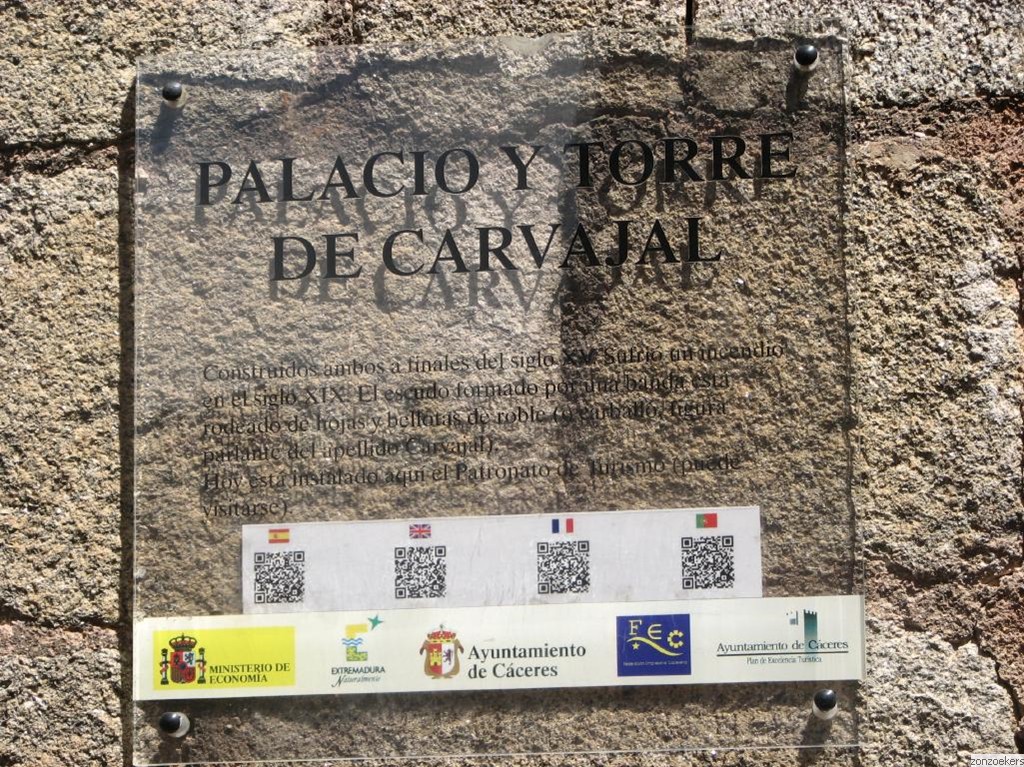 PALACIO Y TORRE
DE CARVAJAL
Construidos ambos a finales del siglo XV. Sufrió un incendio
en el siglo XIX. El escudo formado por una banda está
rodeado de hojas y bellotas de roble (o carballo, figura
parlante del apellido Carvajal).
Hoy está instalado aquí el Patronato de Turismo (puede
visitarse).
MINISTERIO DE
ECONOMÍA
EXTREMADURA
Naturalmente
Ayuntamiento
de Cáceres
FEC
Ayuntamiento de Cáceres
Plan de Excelencia Turística
zonzoekers